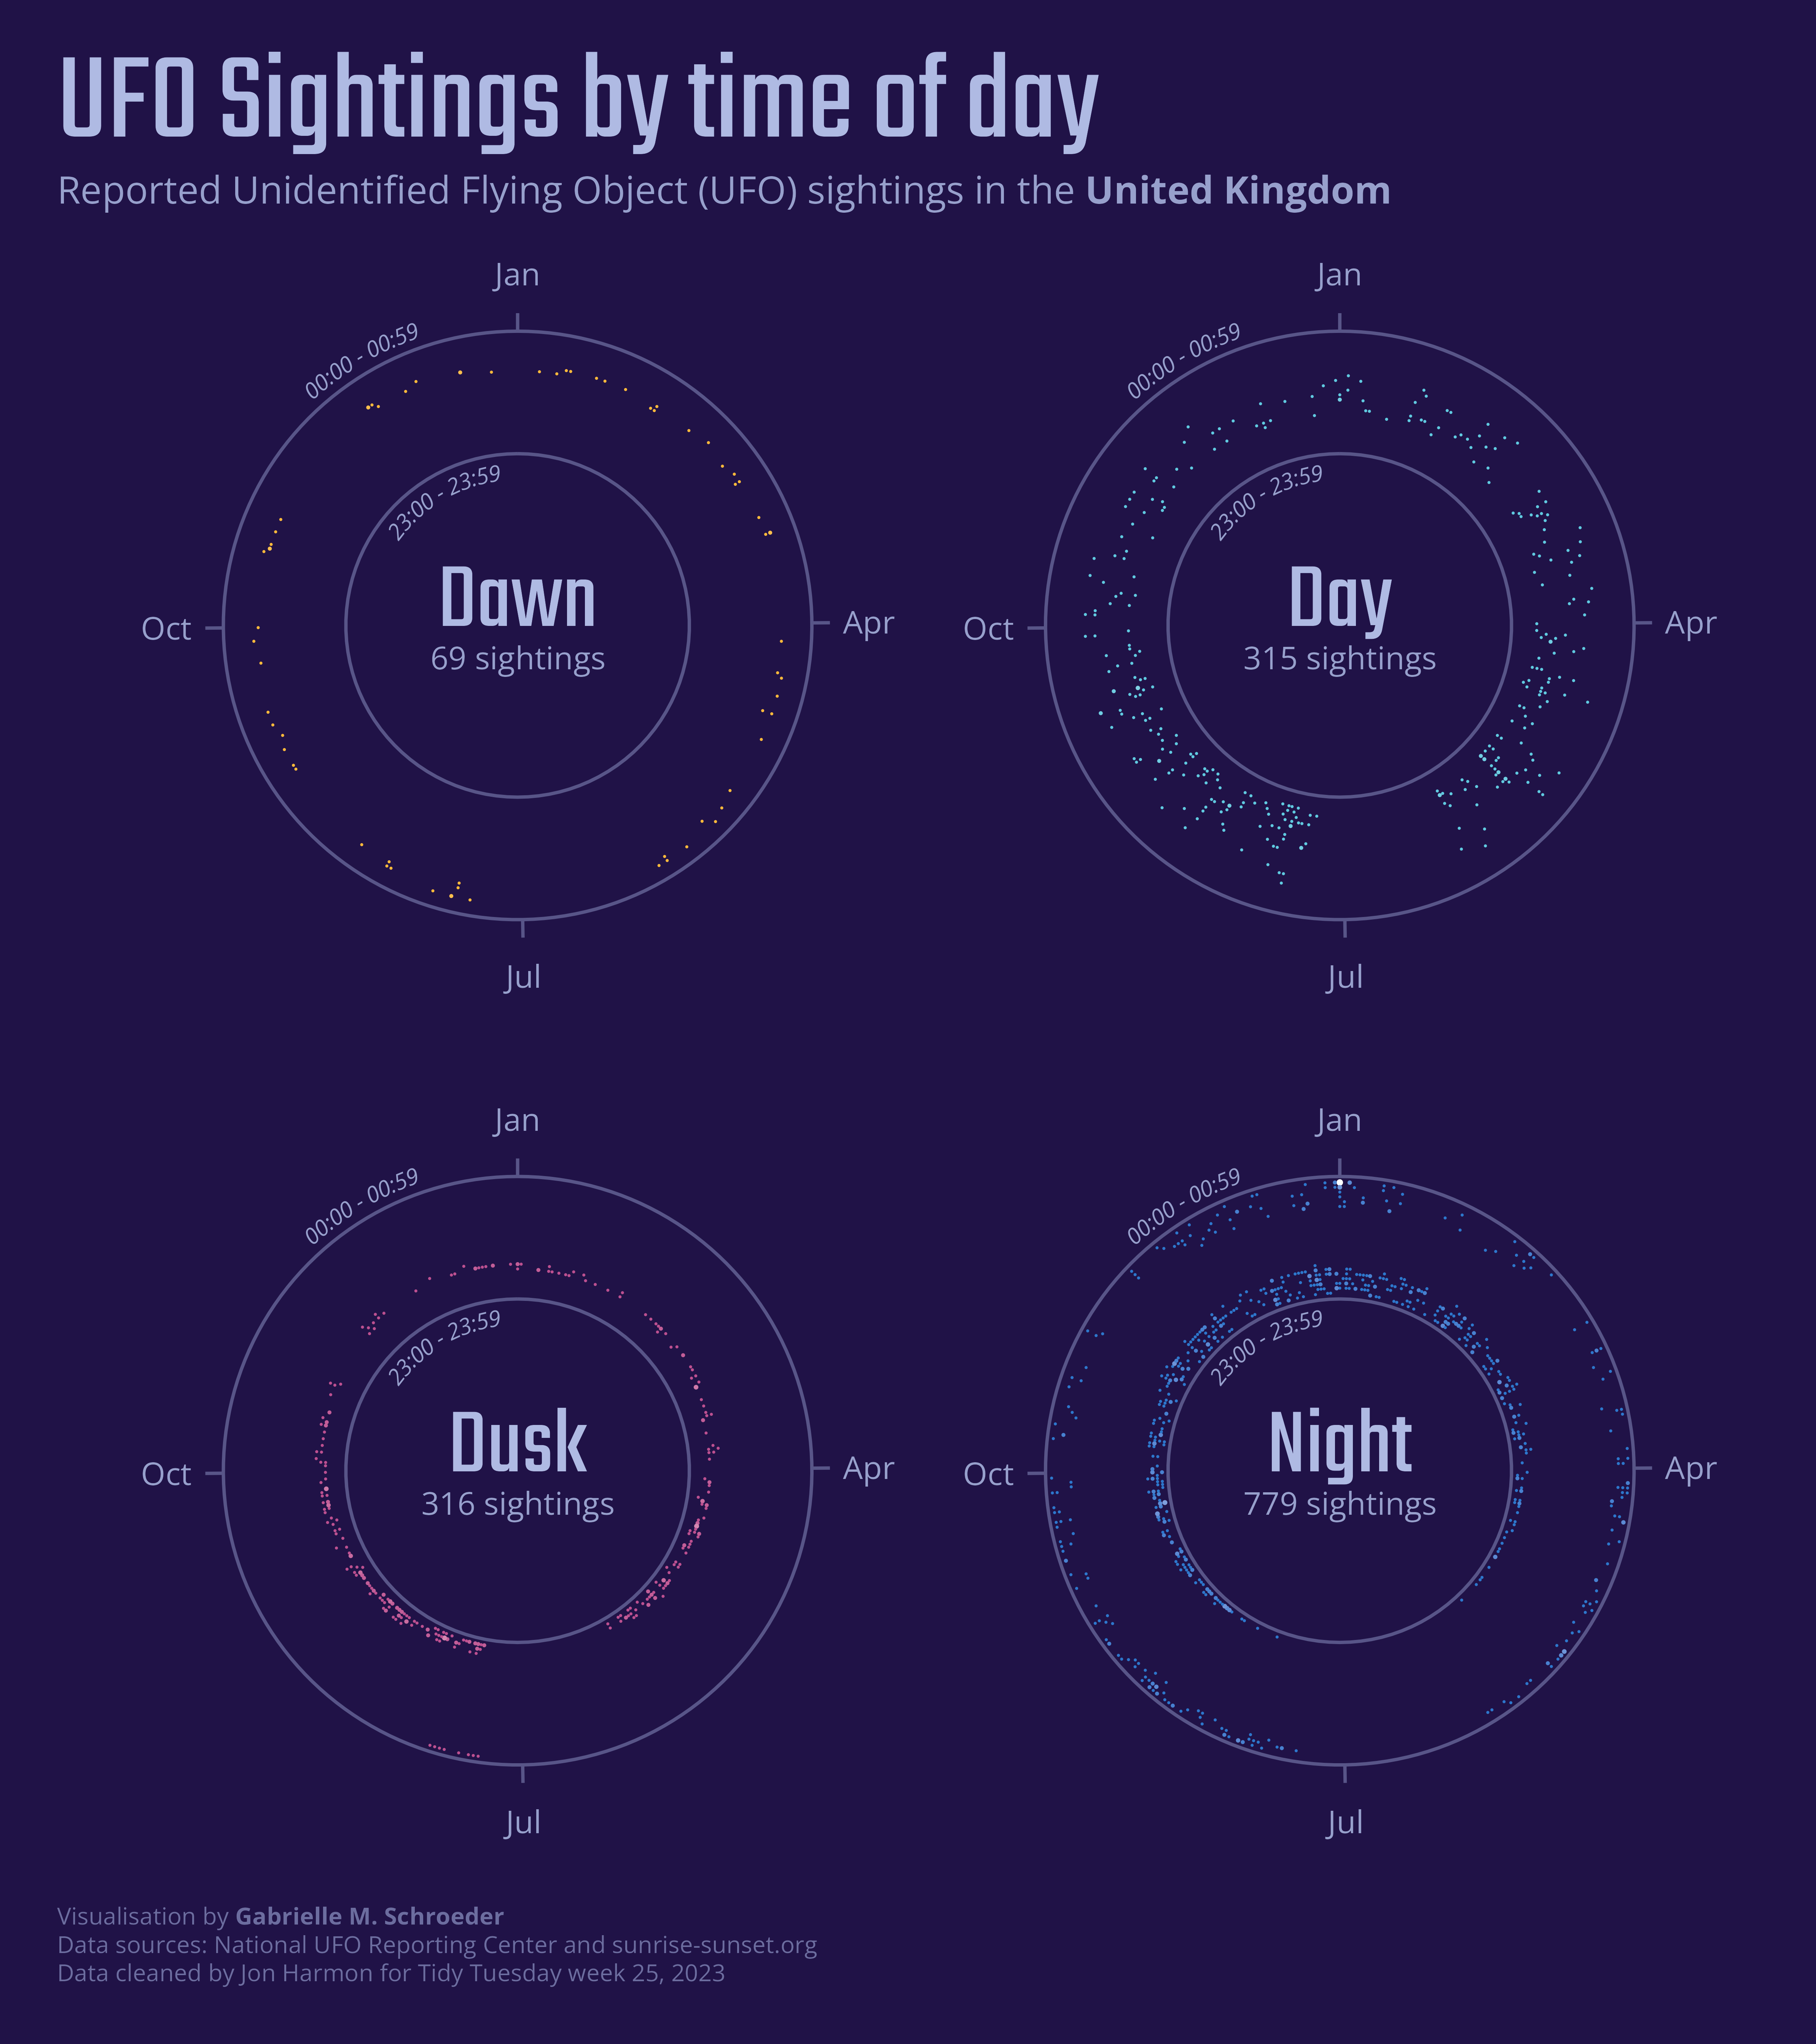 UFO Sightings by time of day
Reported Unidentified Flying Object (UFO) sightings in the United Kingdom
Jan
00:00 - 00:59
23:00 - 23:59
Oct
Dawn
69 sightings
Apr
Jul
Jan
00:00 - 00:59
23:00 - 23:59
Oct
Day
315 sightings
Apr
Jul
Jan
00:00 - 00:59
23:00 - 23:59
Oct
Dusk
316 sightings
Apr
Jul
Jan
00:00 - 00:59
23:00 - 23:59
Oct
Night
779 sightings
Apr
Jul
Visualisation by Gabrielle M. Schroeder
Data sources: National UFO Reporting Center and sunrise-sunset.org
Data cleaned by Jon Harmon for Tidy Tuesday week 25, 2023